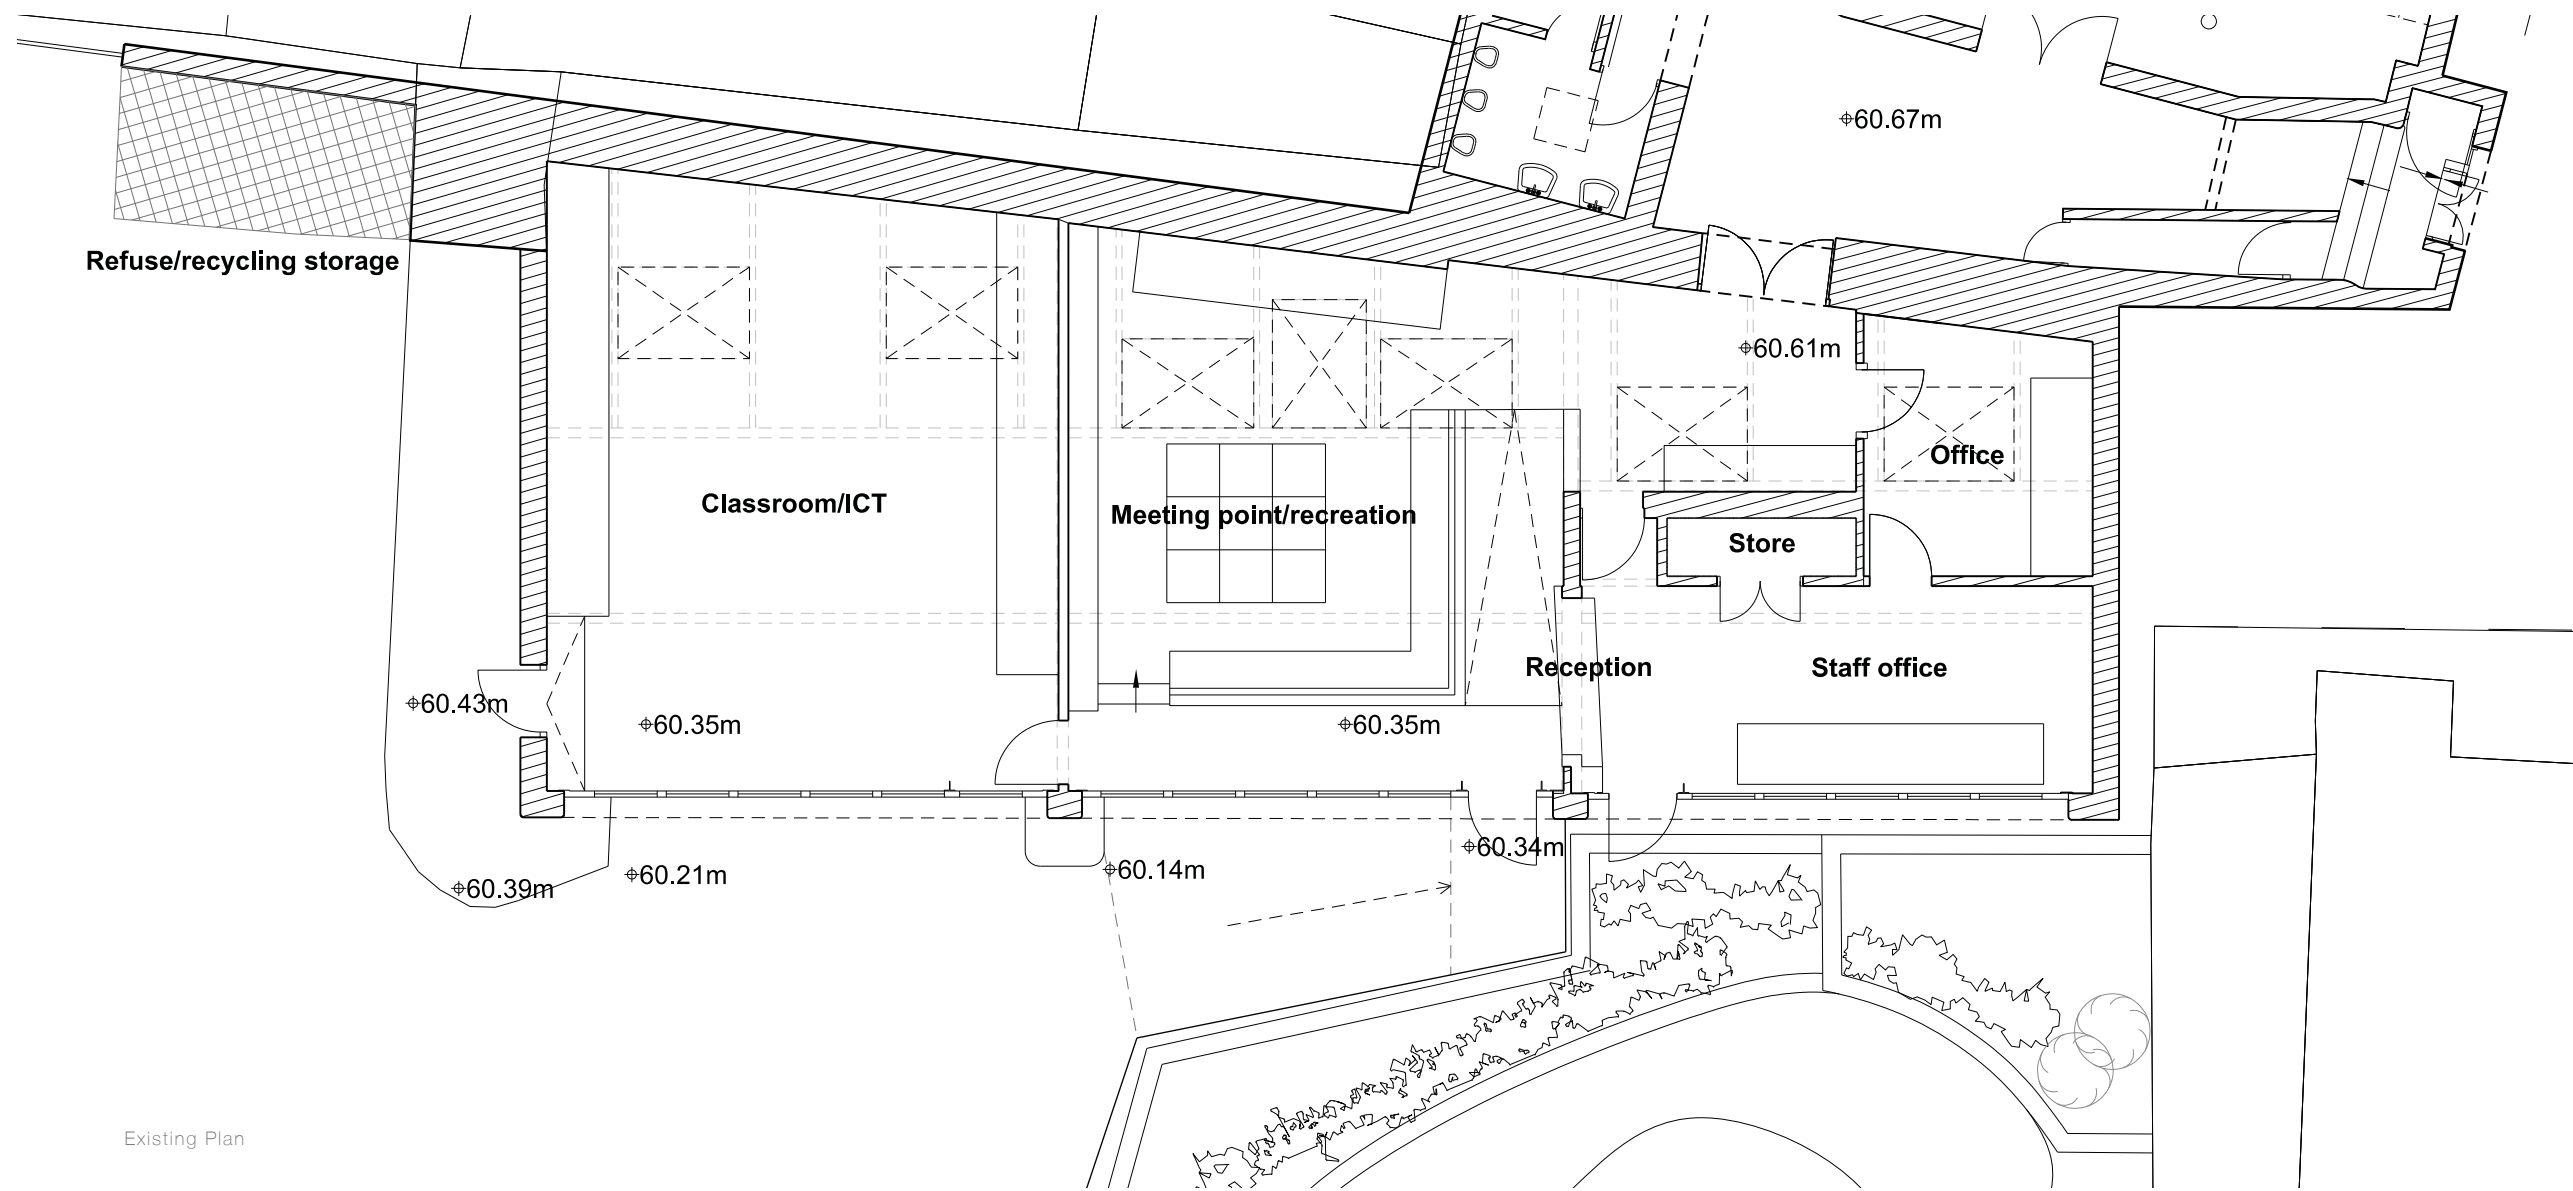 60.67m
Refuse/recycling storage
60.61m
Office
Classroom/ICT
Meeting point/recreation
Store
Reception
Staff office
60.43m
60.35m
60.35m
60.34m
60.39m
60.21m
60.14m
Existing Plan